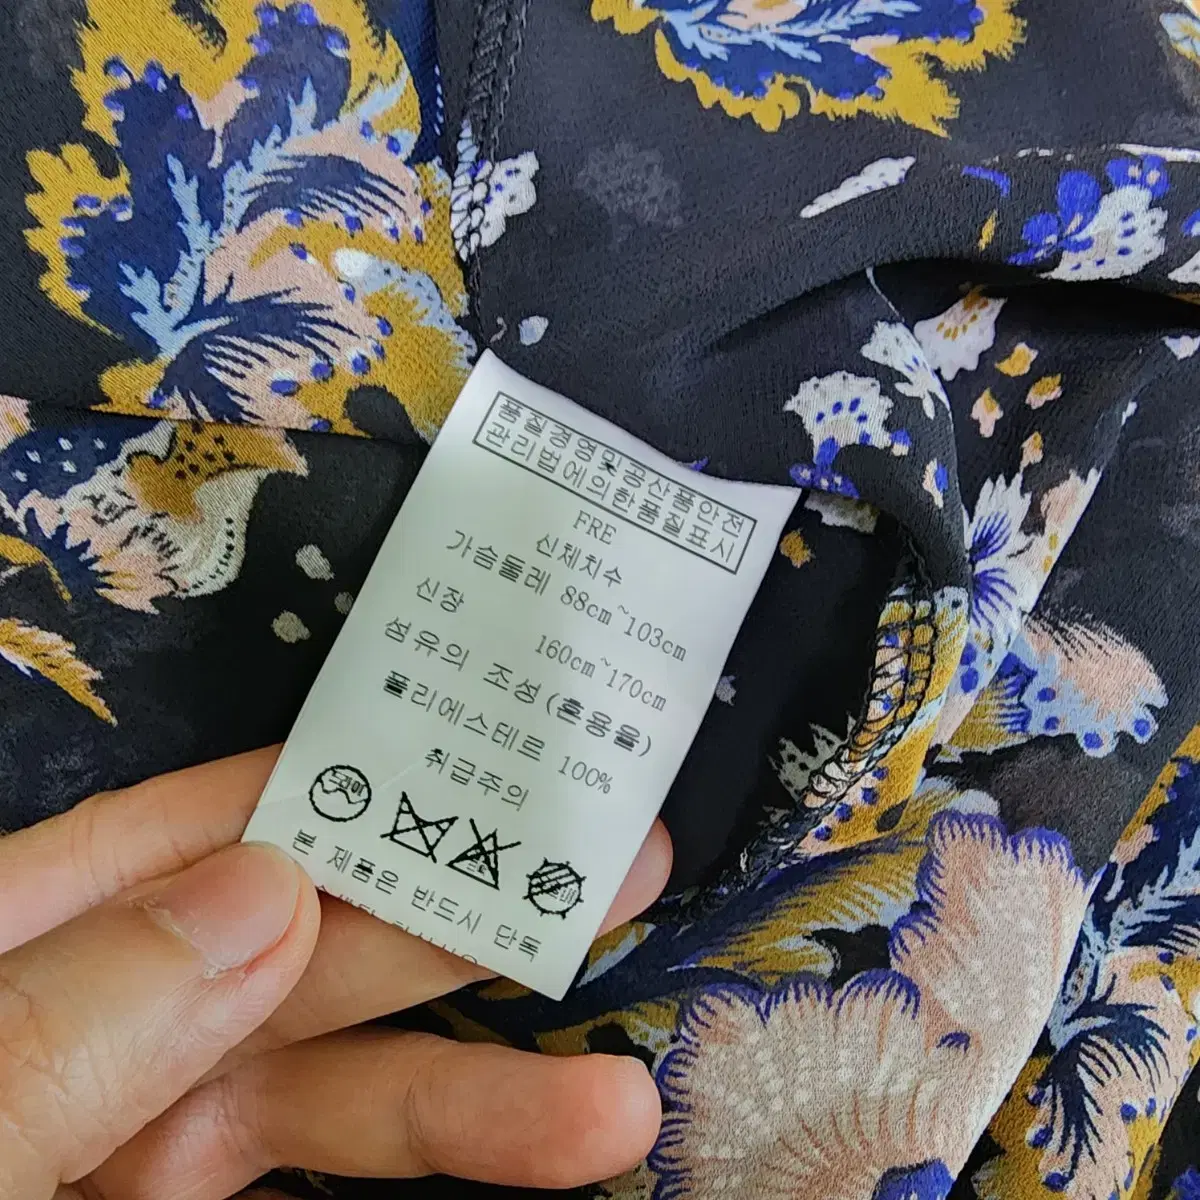 품질경영및공산품안전
관리법에의한품질표시
FRE
신체치수
가슴둘레 88cm~103cm
신장 160cm~170cm
섬유의 조성(혼용율)
폴리에스테르 100%
취급주의
드라이
본 제품은 반드시 단독